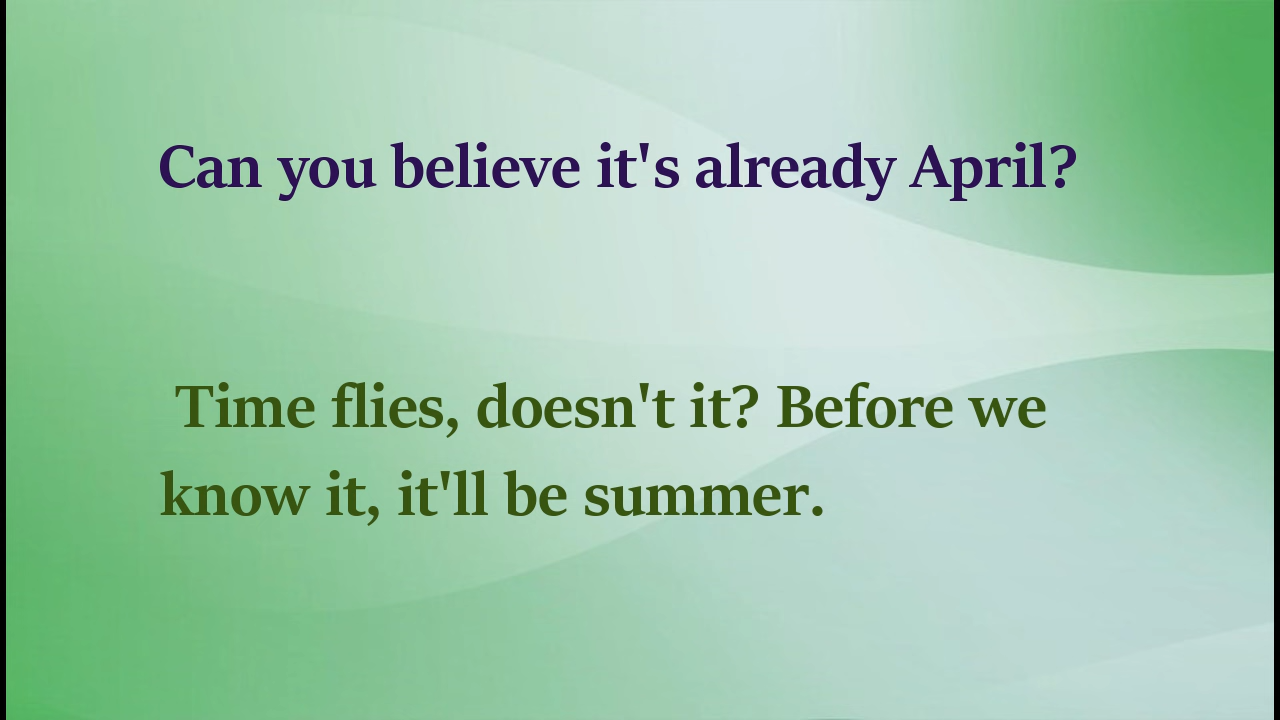 Can you believe it's already April?
Time flies, doesn't it? Before we
know it, it'll be summer.